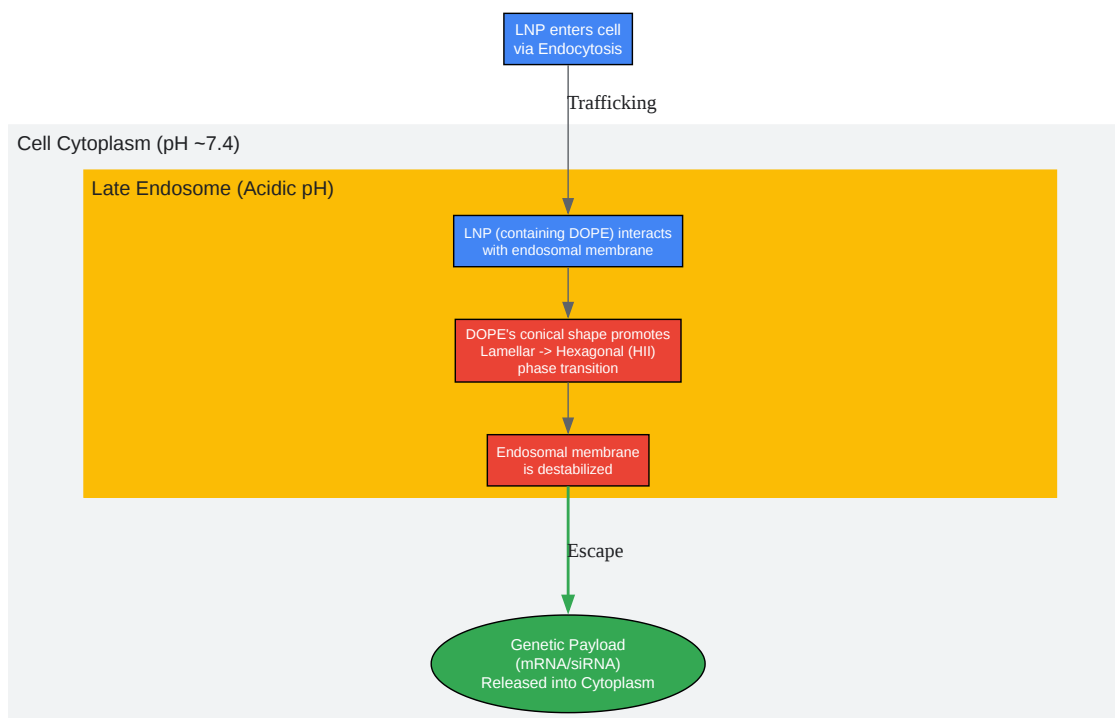 LNP enters cell
via Endocytosis
Trafficking
Cell Cytoplasm (pH ~7.4)
Late Endosome (Acidic pH)
LNP (containing DOPE) interacts
with endosomal membrane
DOPE's conical shape promotes
Lamellar -> Hexagonal (HII)
phase transition
Endosomal membrane
is destabilized
Escape
Genetic Payload
(mRNA/siRNA)
Released into Cytoplasm